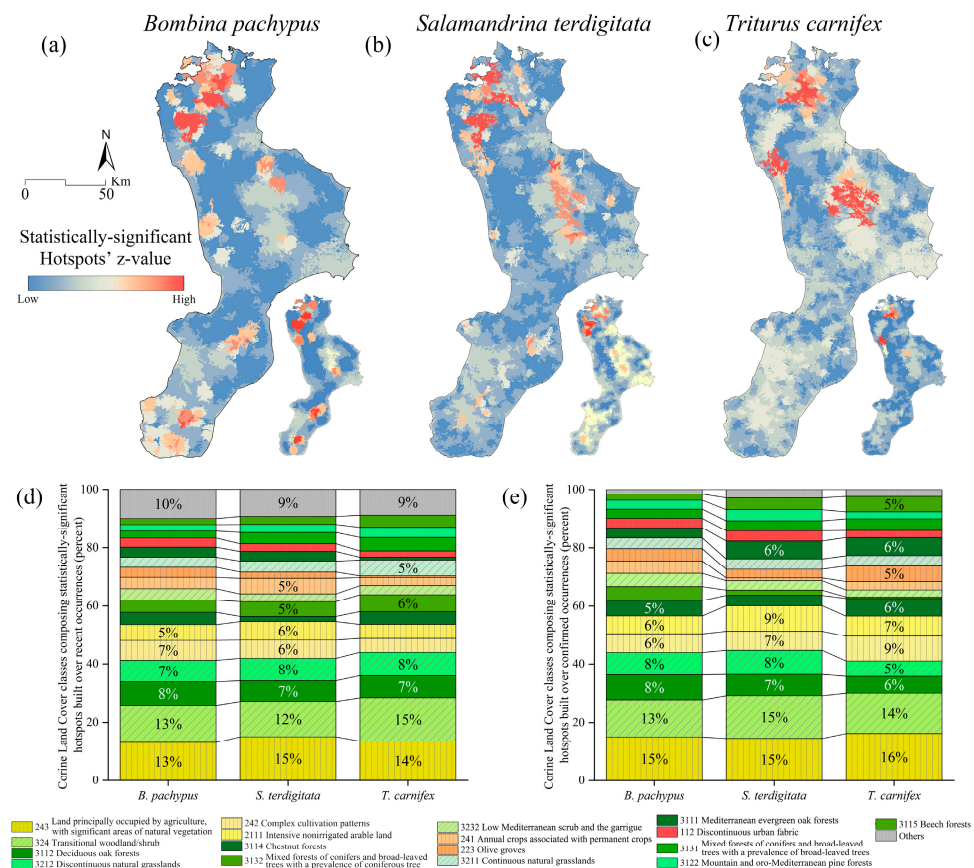 Bombina pachypus
Salamandrina terdigitata
Triturus carnifex
(a)
(b)
(c)
N
0 50
Km
Statistically-significant
Hotspots’ z-value
Low High
(d)
Corine Land Cover classes composing statistically-significant
hotspots built over recent occurrences (percent)
100
80
60
40
20
0
10% 9% 9%
5%
5%
5% 6%
5% 6%
7% 6%
7% 8% 8%
8% 7% 7%
13% 12% 15%
13% 15% 14%
B. pachypus S. terdigitata T. carnifex
(e)
Corine Land Cover classes composing statistically-significant
hotspots built over confirmed occurrences (percent)
100
80
60
40
20
0
5%
6% 6%
5%
5% 6%
6% 9% 7%
6% 7% 9%
8% 8% 5%
8% 7% 6%
13% 15% 14%
15% 15% 16%
B. pachypus S. terdigitata T. carnifex
243 Land principally occupied by agriculture,
with significant areas of natural vegetation
324 Transitional woodland/shrub
3112 Deciduous oak forests
3212 Discontinuous natural grasslands
242 Complex cultivation patterns
2111 Intensive nonirrigated arable land
3114 Chestnut forests
3132 Mixed forests of conifers and broad-leaved
trees with a prevalence of coniferous tree
3232 Low Mediterranean scrub and the garrigue
241 Annual crops associated with permanent crops
223 Olive groves
3211 Continuous natural grasslands
3111 Mediterranean evergreen oak forests
112 Discontinuous urban fabric
3131 Mixed forests of conifers and broad-leaved
trees with a prevalence of broad-leaved trees
3122 Mountain and oro-Mediterranean pine forests
3115 Beech forests
Others